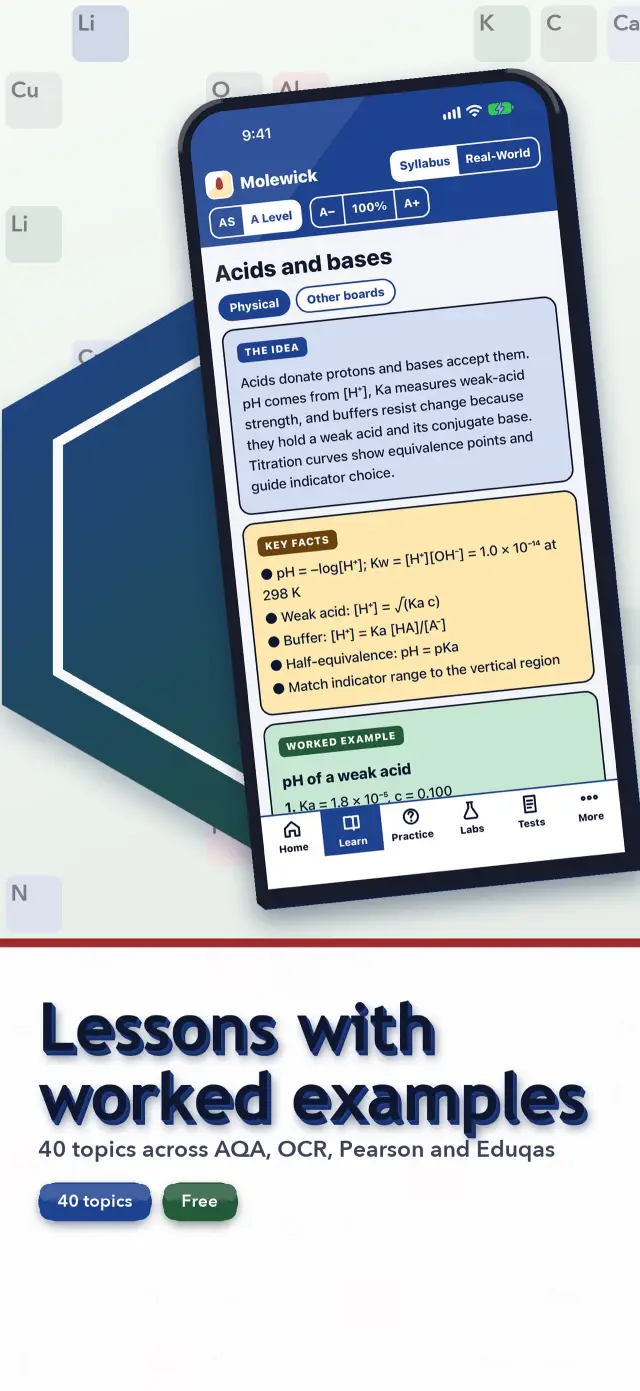 Li
K
C
Ca
Cu
O
Al
9:41
Molewick
Syllabus
Real-World
AS
A Level
A−
100%
A+
Li
Acids and bases
Physical
Other boards
THE IDEA
Acids donate protons and bases accept them.
pH comes from [H⁺], Ka measures weak-acid
strength, and buffers resist change because
they hold a weak acid and its conjugate base.
Titration curves show equivalence points and
guide indicator choice.
KEY FACTS
● pH = −log[H⁺]; Kw = [H⁺][OH⁻] = 1.0 × 10⁻¹⁴ at
298 K
● Weak acid: [H⁺] = √(Ka c)
● Buffer: [H⁺] = Ka [HA]/[A⁻]
● Half-equivalence: pH = pKa
● Match indicator range to the vertical region
WORKED EXAMPLE
pH of a weak acid
1. Ka = 1.8 × 10⁻⁵, c = 0.100
Home
Learn
Practice
Labs
Tests
More
N
Lessons with
worked examples
40 topics across AQA, OCR, Pearson and Eduqas
40 topics
Free